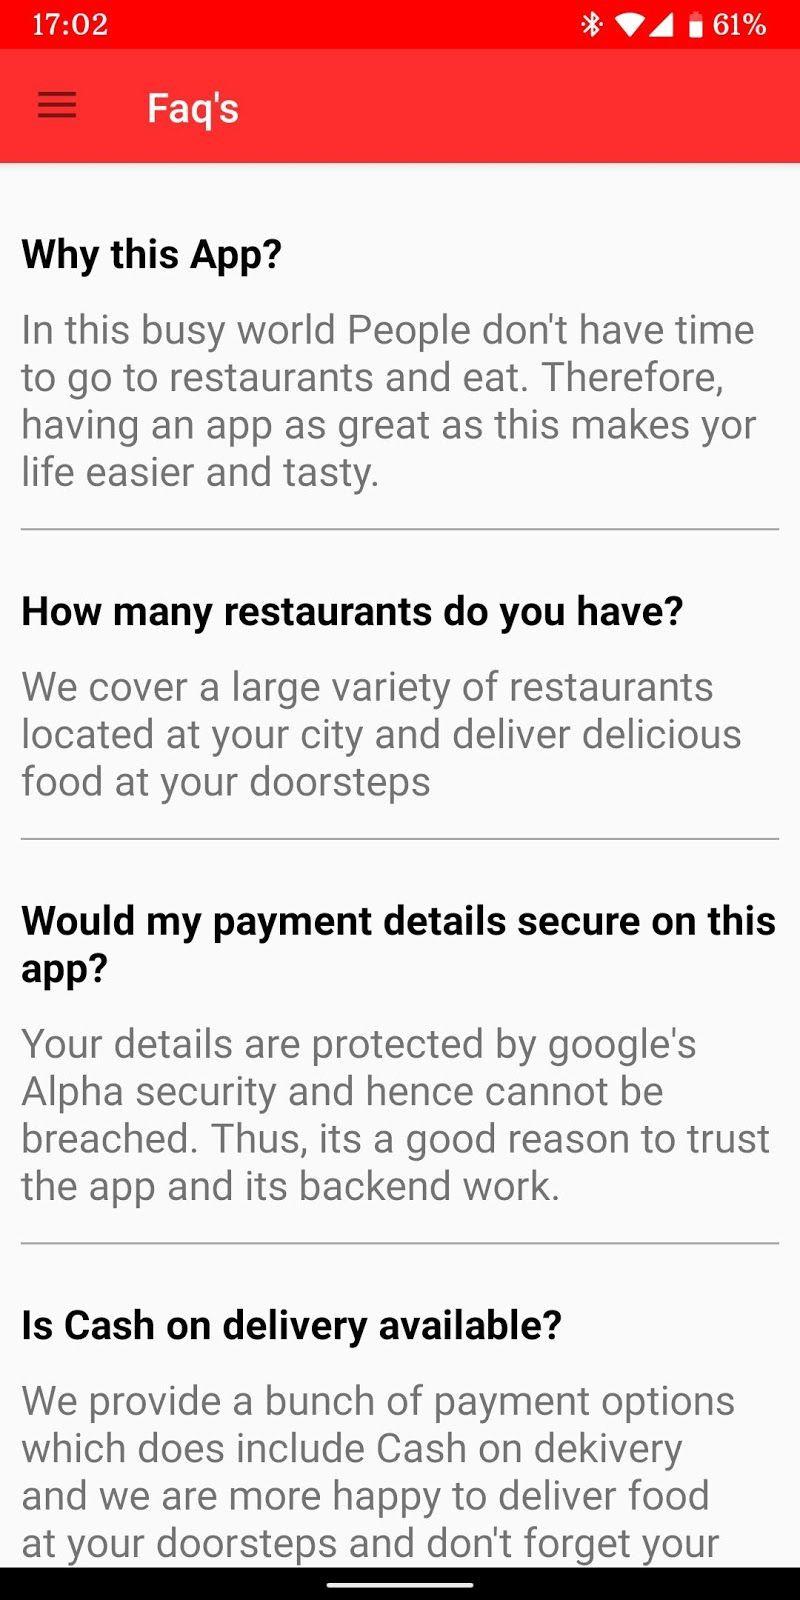 17:02
61%
Faq's
Why this App?
In this busy world People don't have time
to go to restaurants and eat. Therefore,
having an app as great as this makes yor
life easier and tasty.
How many restaurants do you have?
We cover a large variety of restaurants
located at your city and deliver delicious
food at your doorsteps
Would my payment details secure on this
app?
Your details are protected by google's
Alpha security and hence cannot be
breached. Thus, its a good reason to trust
the app and its backend work.
Is Cash on delivery available?
We provide a bunch of payment options
which does include Cash on dekivery
and we are more happy to deliver food
at your doorsteps and don't forget your